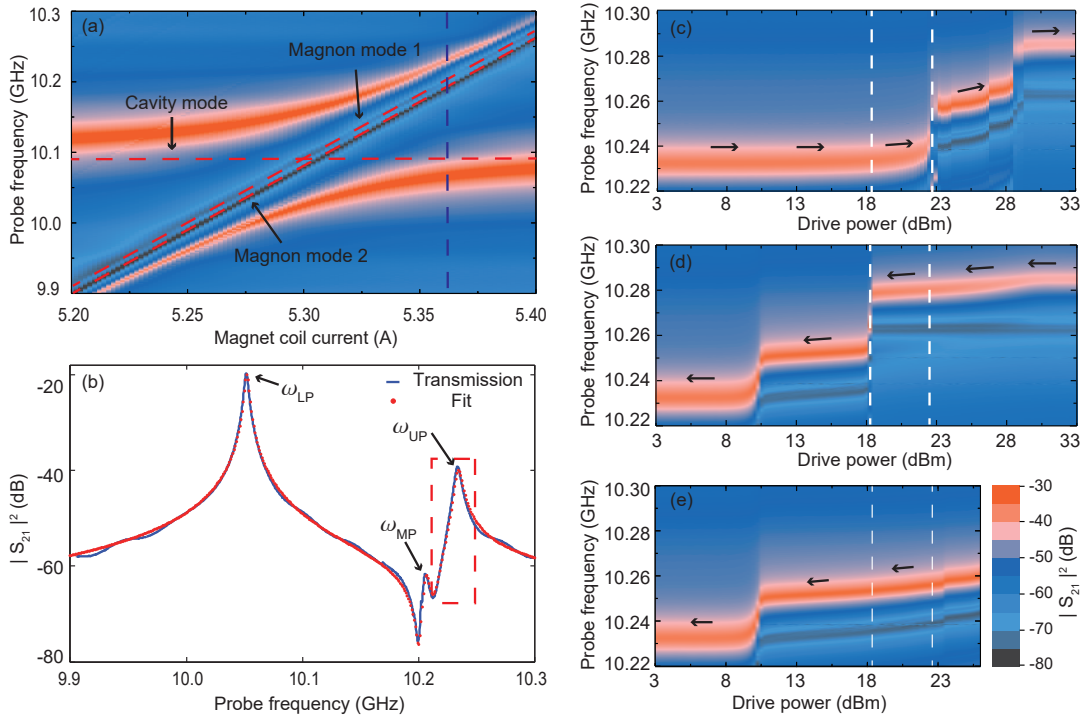 (a)
10.3
10.2
10.1
10.0
9.9
Probe frequency (GHz)
Magnon mode 1
Cavity mode
Magnon mode 2
5.20
5.25
5.30
5.35
5.40
Magnet coil current (A)
(b)
-20
-40
-60
-80
| S21 |² (dB)
Transmission
Fit
ωLP
ωUP
ωMP
9.9
10.0
10.1
10.2
10.3
Probe frequency (GHz)
(c)
10.30
10.28
10.26
10.24
10.22
Probe frequency (GHz)
3
8
13
18
23
28
33
Drive power (dBm)
(d)
10.30
10.28
10.26
10.24
10.22
Probe frequency (GHz)
3
8
13
18
23
28
33
Drive power (dBm)
(e)
10.30
10.28
10.26
10.24
10.22
Probe frequency (GHz)
3
8
13
18
23
Drive power (dBm)
-30
-40
-50
-60
-70
-80
| S21 |² (dB)